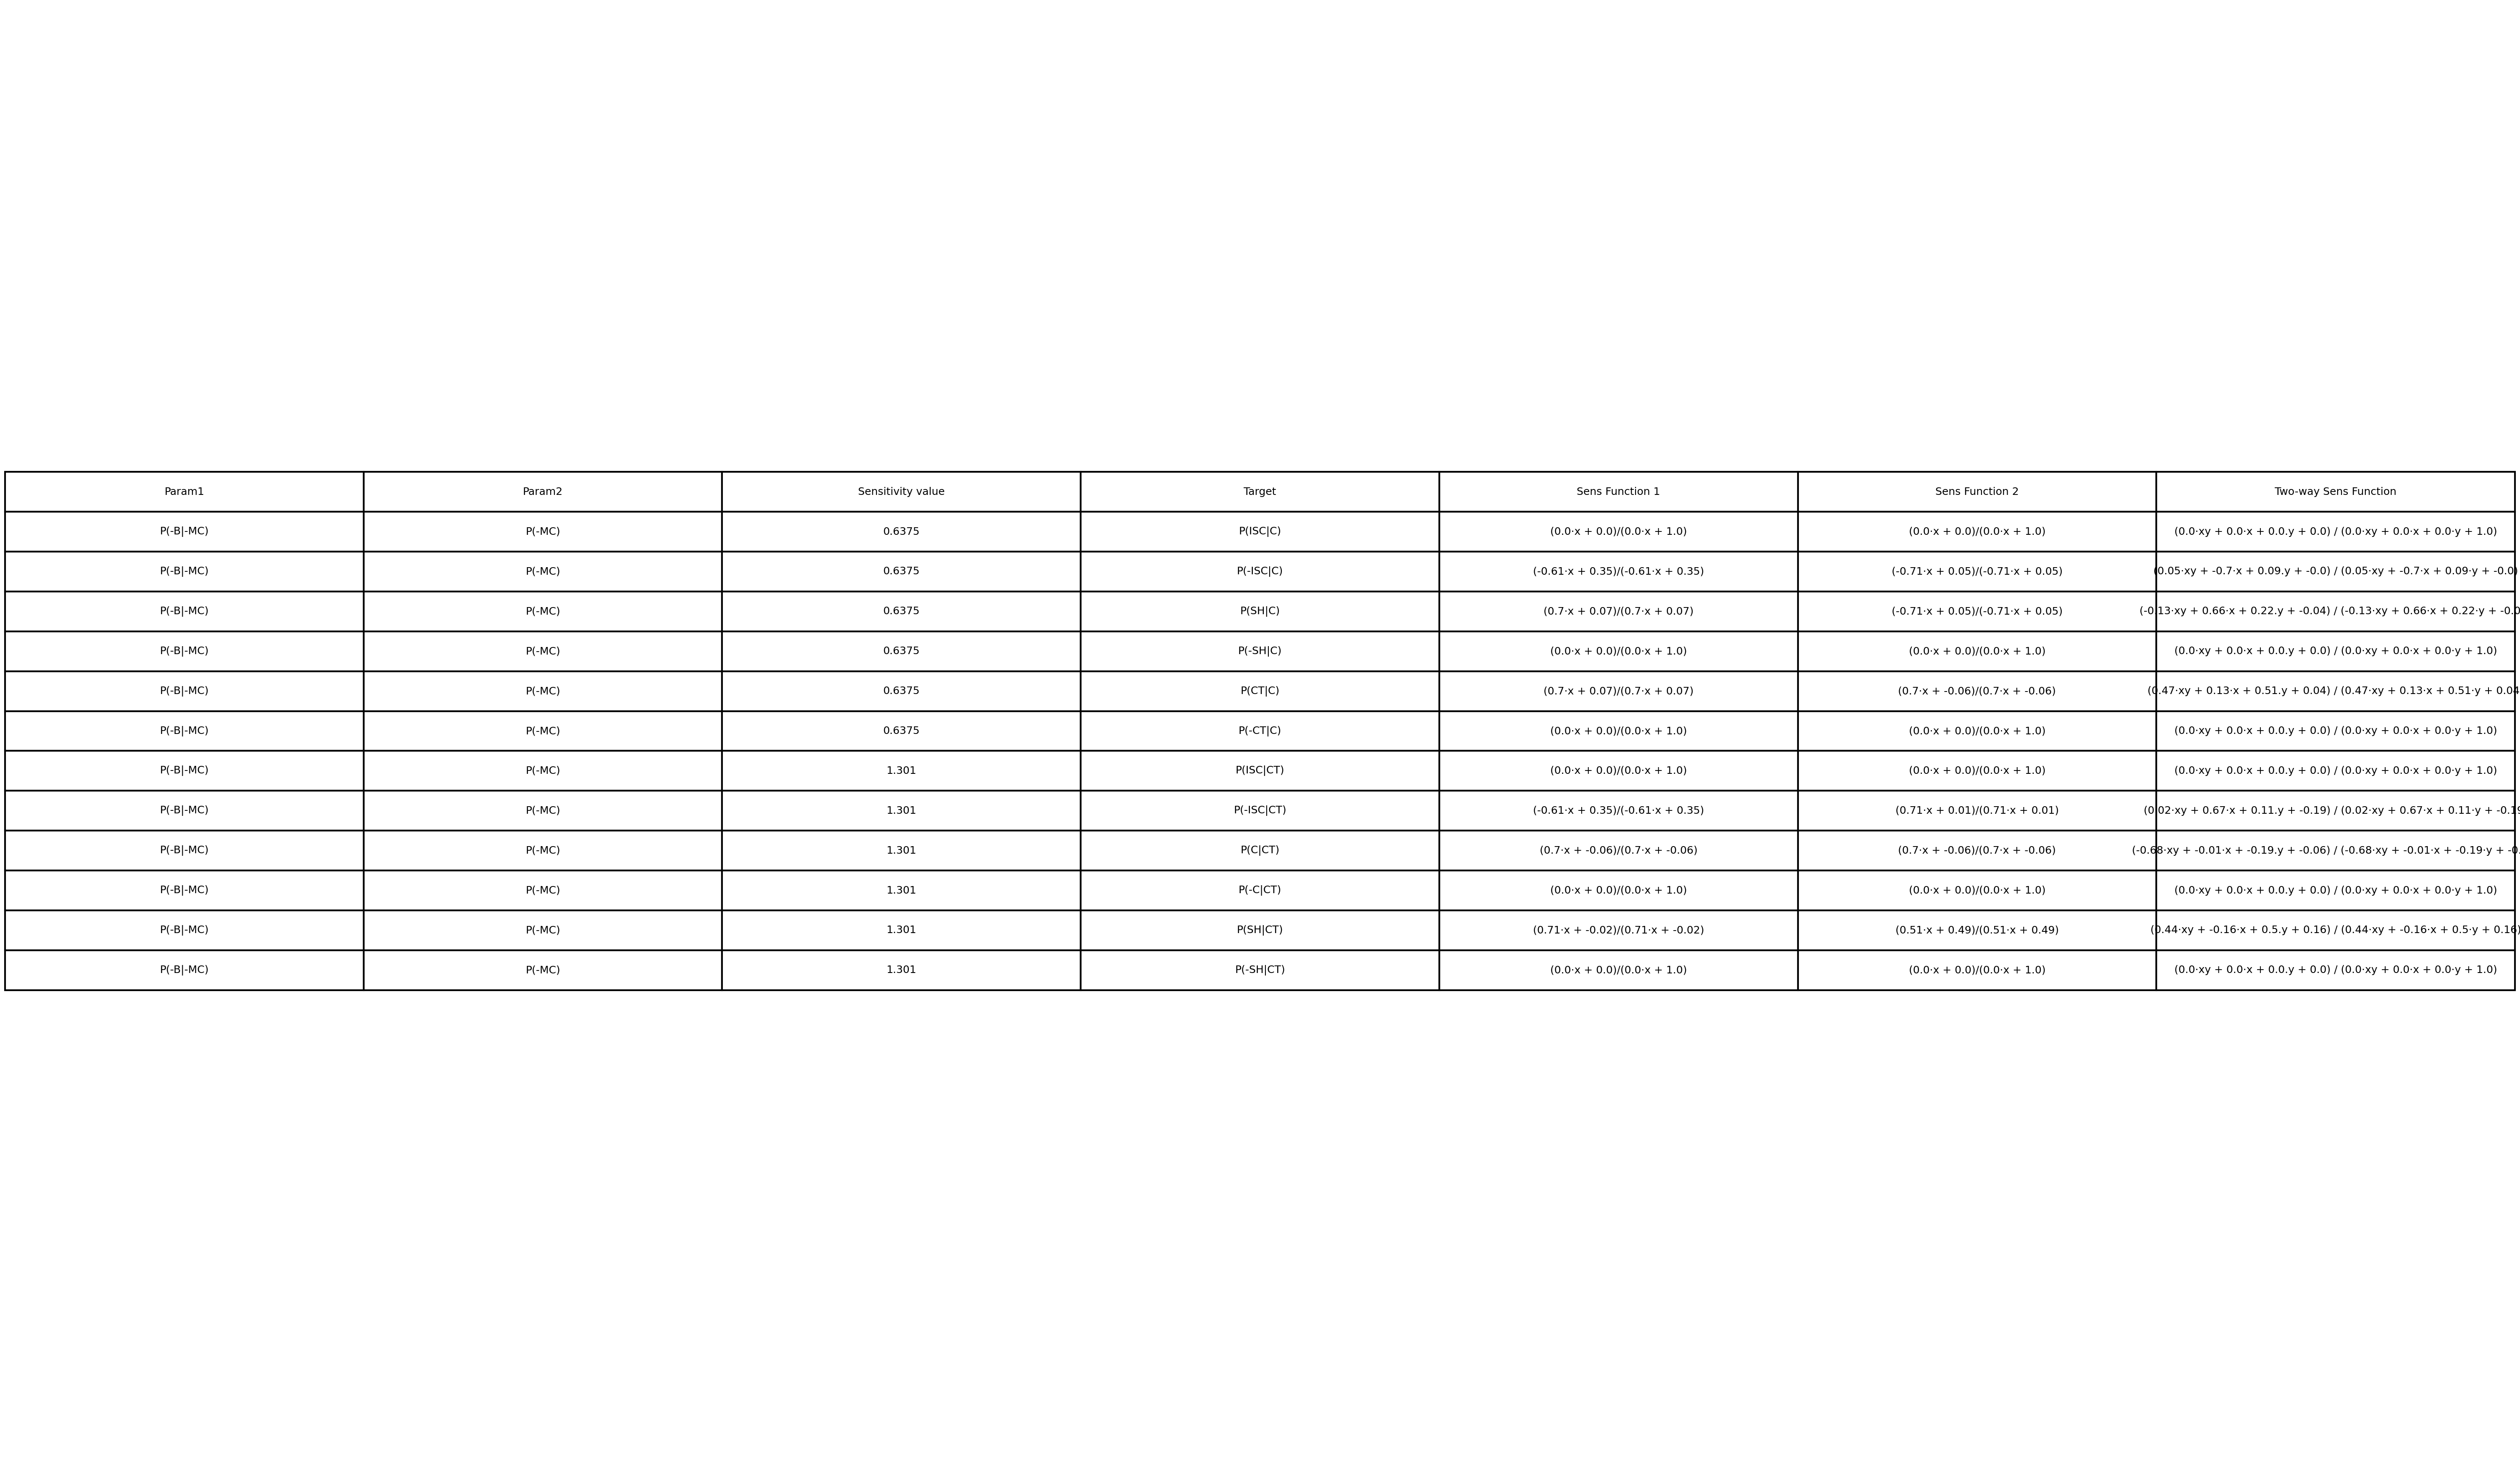 Param1 Param2 Sensitivity value Target Sens Function 1 Sens Function 2 Two-way Sens Function
P(-B|-MC) P(-MC) 0.6375 P(ISC|C) (0.0·x + 0.0)/(0.0·x + 1.0) (0.0·x + 0.0)/(0.0·x + 1.0) (0.0·xy + 0.0·x + 0.0.y + 0.0) / (0.0·xy + 0.0·x + 0.0·y + 1.0)
P(-B|-MC) P(-MC) 0.6375 P(-ISC|C) (-0.61·x + 0.35)/(-0.61·x + 0.35) (-0.71·x + 0.05)/(-0.71·x + 0.05) (0.05·xy + -0.7·x + 0.09.y + -0.0) / (0.05·xy + -0.7·x + 0.09·y + -0.0)
P(-B|-MC) P(-MC) 0.6375 P(SH|C) (0.7·x + 0.07)/(0.7·x + 0.07) (-0.71·x + 0.05)/(-0.71·x + 0.05) (-0.13·xy + 0.66·x + 0.22.y + -0.04) / (-0.13·xy + 0.66·x + 0.22·y +
P(-B|-MC) P(-MC) 0.6375 P(-SH|C) (0.0·x + 0.0)/(0.0·x + 1.0) (0.0·x + 0.0)/(0.0·x + 1.0) (0.0·xy + 0.0·x + 0.0.y + 0.0) / (0.0·xy + 0.0·x + 0.0·y + 1.0)
P(-B|-MC) P(-MC) 0.6375 P(CT|C) (0.7·x + 0.07)/(0.7·x + 0.07) (0.7·x + -0.06)/(0.7·x + -0.06) (0.47·xy + 0.13·x + 0.51.y + 0.04) / (0.47·xy + 0.13·x + 0.51·y + 0.04
P(-B|-MC) P(-MC) 0.6375 P(-CT|C) (0.0·x + 0.0)/(0.0·x + 1.0) (0.0·x + 0.0)/(0.0·x + 1.0) (0.0·xy + 0.0·x + 0.0.y + 0.0) / (0.0·xy + 0.0·x + 0.0·y + 1.0)
P(-B|-MC) P(-MC) 1.301 P(ISC|CT) (0.0·x + 0.0)/(0.0·x + 1.0) (0.0·x + 0.0)/(0.0·x + 1.0) (0.0·xy + 0.0·x + 0.0.y + 0.0) / (0.0·xy + 0.0·x + 0.0·y + 1.0)
P(-B|-MC) P(-MC) 1.301 P(-ISC|CT) (-0.61·x + 0.35)/(-0.61·x + 0.35) (0.71·x + 0.01)/(0.71·x + 0.01) (0.02·xy + 0.67·x + 0.11.y + -0.19) / (0.02·xy + 0.67·x + 0.11·y + -0.19
P(-B|-MC) P(-MC) 1.301 P(C|CT) (0.7·x + -0.06)/(0.7·x + -0.06) (0.7·x + -0.06)/(0.7·x + -0.06) (-0.68·xy + -0.01·x + -0.19.y + -0.06) / (-0.68·xy + -0.01·x + -0.19·y +
P(-B|-MC) P(-MC) 1.301 P(-C|CT) (0.0·x + 0.0)/(0.0·x + 1.0) (0.0·x + 0.0)/(0.0·x + 1.0) (0.0·xy + 0.0·x + 0.0.y + 0.0) / (0.0·xy + 0.0·x + 0.0·y + 1.0)
P(-B|-MC) P(-MC) 1.301 P(SH|CT) (0.71·x + -0.02)/(0.71·x + -0.02) (0.51·x + 0.49)/(0.51·x + 0.49) (0.44·xy + -0.16·x + 0.5.y + 0.16) / (0.44·xy + -0.16·x + 0.5·y + 0.16)
P(-B|-MC) P(-MC) 1.301 P(-SH|CT) (0.0·x + 0.0)/(0.0·x + 1.0) (0.0·x + 0.0)/(0.0·x + 1.0) (0.0·xy + 0.0·x + 0.0.y + 0.0) / (0.0·xy + 0.0·x + 0.0·y + 1.0)